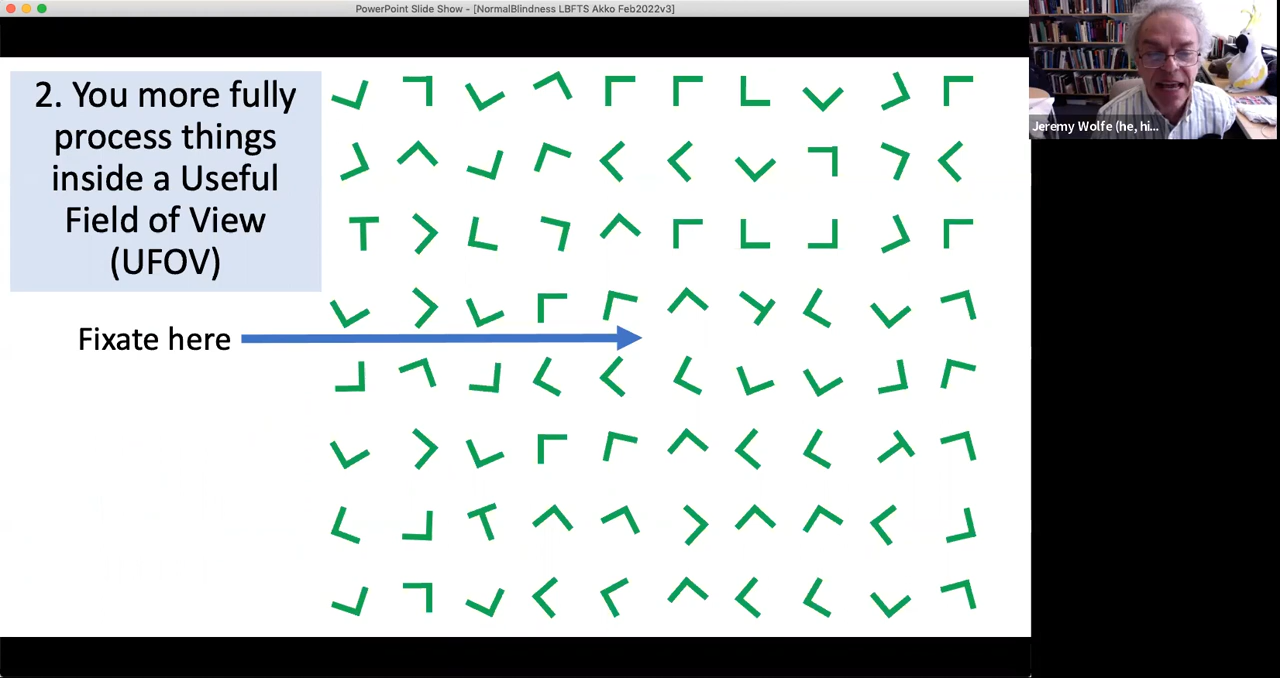 PowerPoint Slide Show - [NormalBlindness LBFTS Akko Feb2022v3]
2. You more fully
process things
inside a Useful
Field of View
(UFOV)
Fixate here
Jeremy Wolfe (he, hi...